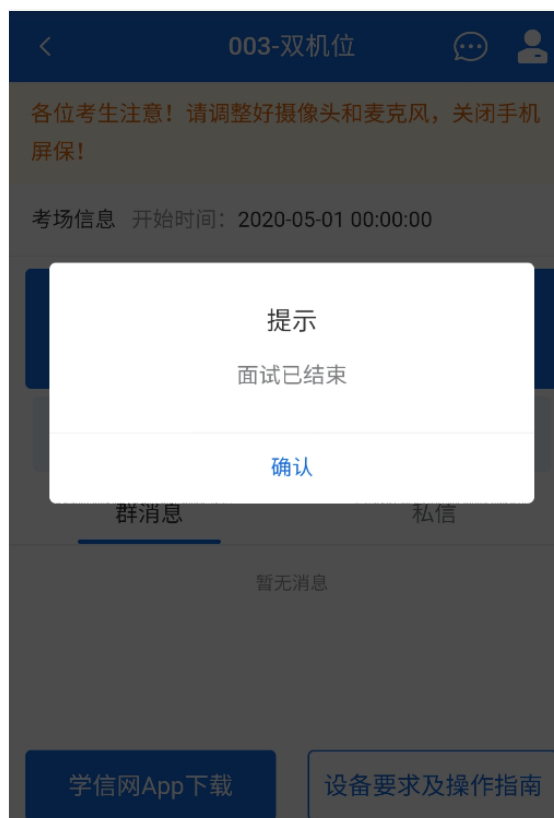 003-双机位
各位考生注意！请调整好摄像头和麦克风，关闭手机
屏保！
考场信息 开始时间：2020-05-01 00:00:00
提示
面试已结束
确认
群消息 私信
暂无消息
学信网App下载 设备要求及操作指南